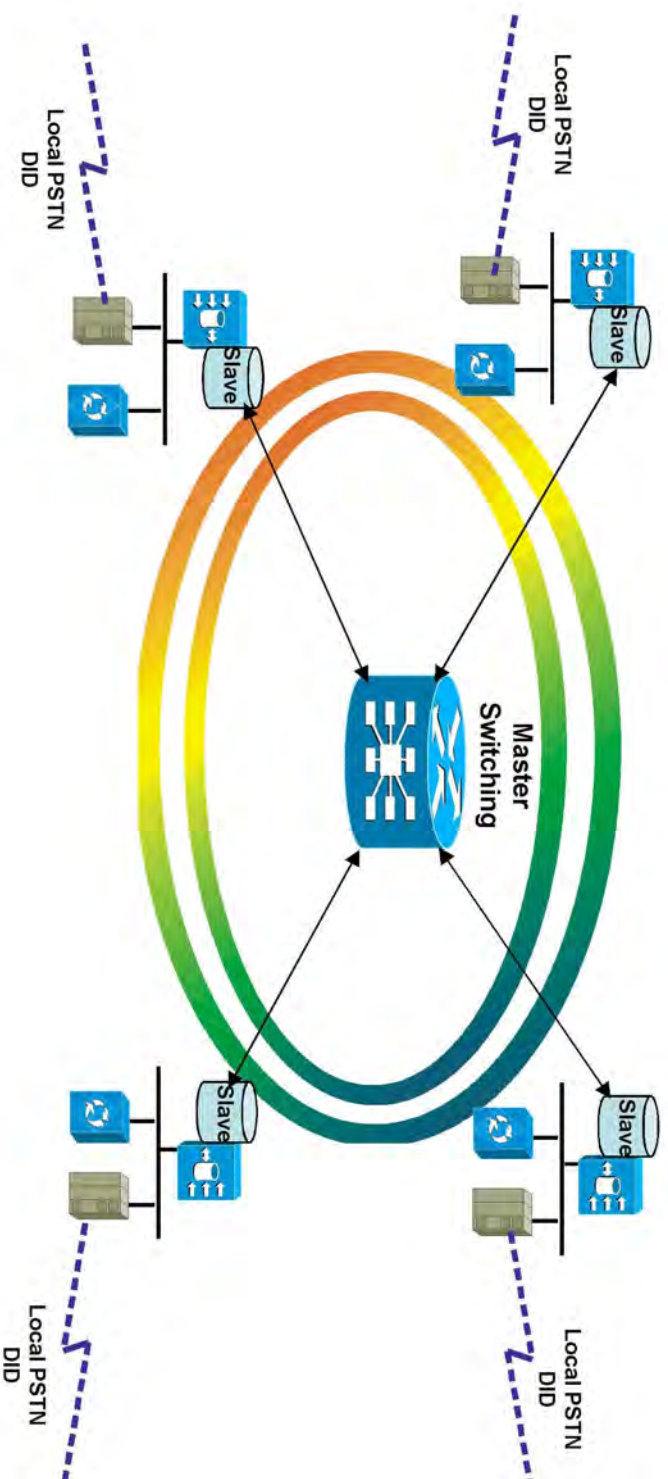 Slave
Slave
Local PSTN
DID
Local PSTN
DID
Master
Switching
Slave
Slave
Local PSTN
DID
Local PSTN
DID